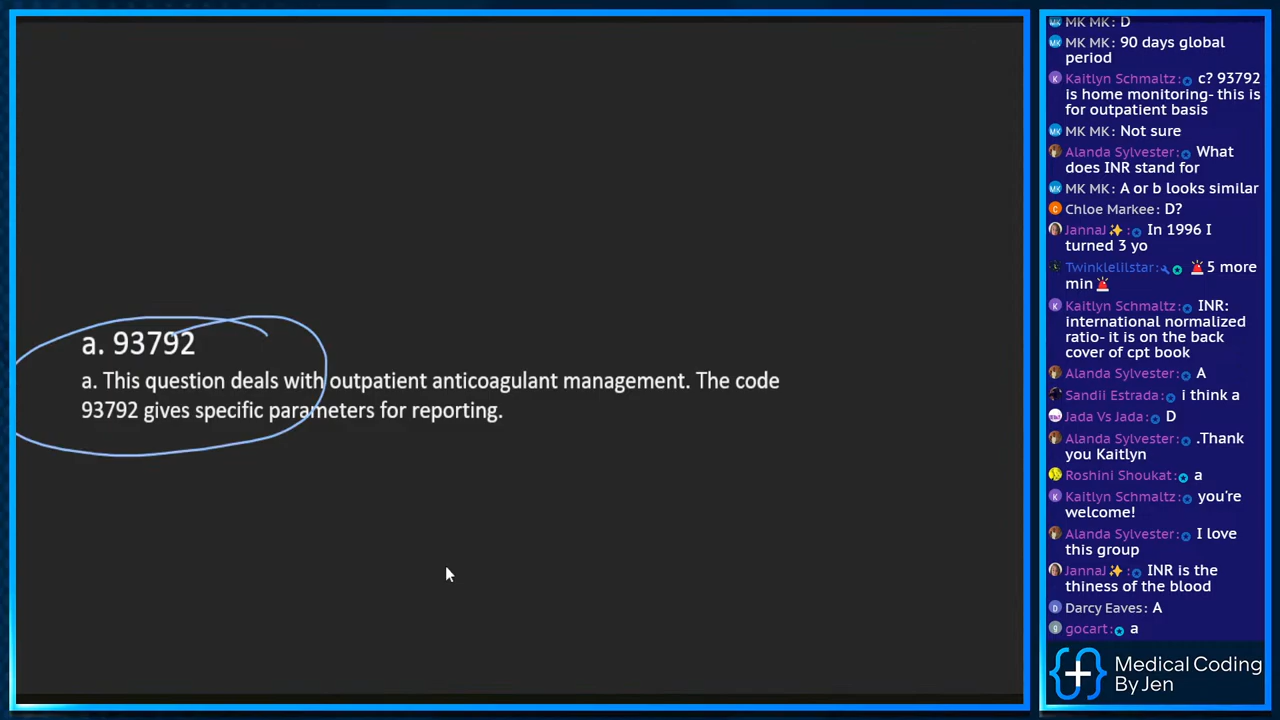 a. 93792
a. This question deals with outpatient anticoagulant management. The code
93792 gives specific parameters for reporting.
MK MK: D
MK MK: 90 days global
period
Kaitlyn Schmaltz: c? 93792
is home monitoring- this is
for outpatient basis
MK MK: Not sure
Alanda Sylvester: What
does INR stand for
MK MK: A or b looks similar
Chloe Markee: D?
JannaJ✨: In 1996 I
turned 3 yo
Twinklelilstar: 🚨5 more
min🚨
Kaitlyn Schmaltz: INR:
international normalized
ratio- it is on the back
cover of cpt book
Alanda Sylvester: A
Sandii Estrada: i think a
Jada Vs Jada: D
Alanda Sylvester: .Thank
you Kaitlyn
Roshini Shoukat: a
Kaitlyn Schmaltz: you're
welcome!
Alanda Sylvester: I love
this group
JannaJ✨: INR is the
thiness of the blood
Darcy Eaves: A
gocart: a
Medical Coding
By Jen